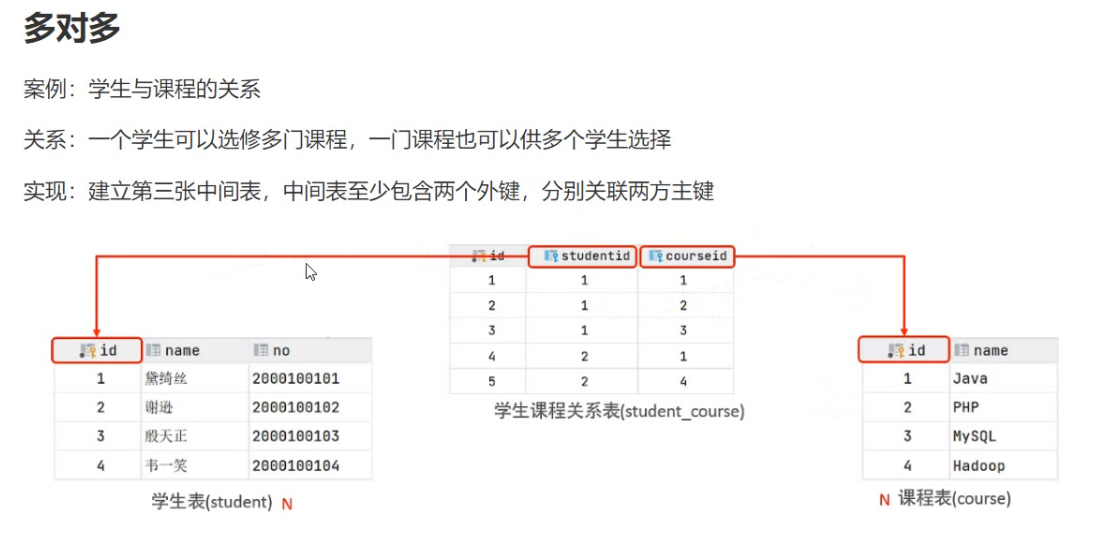 多对多
案例：学生与课程的关系
关系：一个学生可以选修多门课程，一门课程也可以供多个学生选择
实现：建立第三张中间表，中间表至少包含两个外键，分别关联两方主键
id studentid courseid
1 1 1
2 1 2
3 1 3
4 2 1
5 2 4
学生课程关系表(student_course)
id name no
1 黛绮丝 2000100101
2 谢逊 2000100102
3 殷天正 2000100103
4 韦一笑 2000100104
学生表(student) N
id name
1 Java
2 PHP
3 MySQL
4 Hadoop
N 课程表(course)